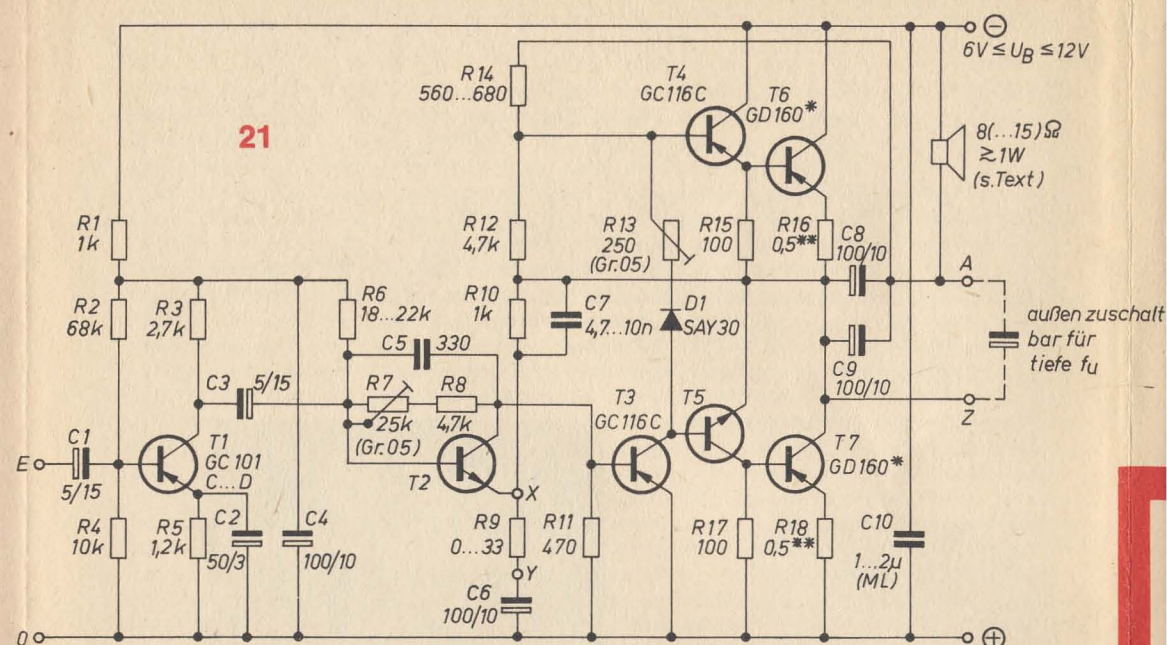 21
6V ≤ U_B ≤ 12V
R14
560...680
T4
GC116C
T6
GD160*
8(...15)Ω
≳1W
(s.Text)
R1
1k
R12
4,7k
R13
250
(Gr.05)
R15
100
R16
0,5**
C8
100/10
A
R2
68k
R3
2,7k
R6
18...22k
R10
1k
C7
4,7...10n
D1
SAY30
außen zuschalt
bar für
tiefe fu
C5
330
C9
100/10
C3
5/15
R7
25k
(Gr.05)
R8
4,7k
T3
GC116C
T5
Z
C1
5/15
E
T1
GC101
C...D
T2
X
T7
GD160*
R4
10k
R5
1,2k
C2
50/3
C4
100/10
R9
0...33
Y
R11
470
R17
100
R18
0,5**
C10
1...2µ
(ML)
C6
100/10
0